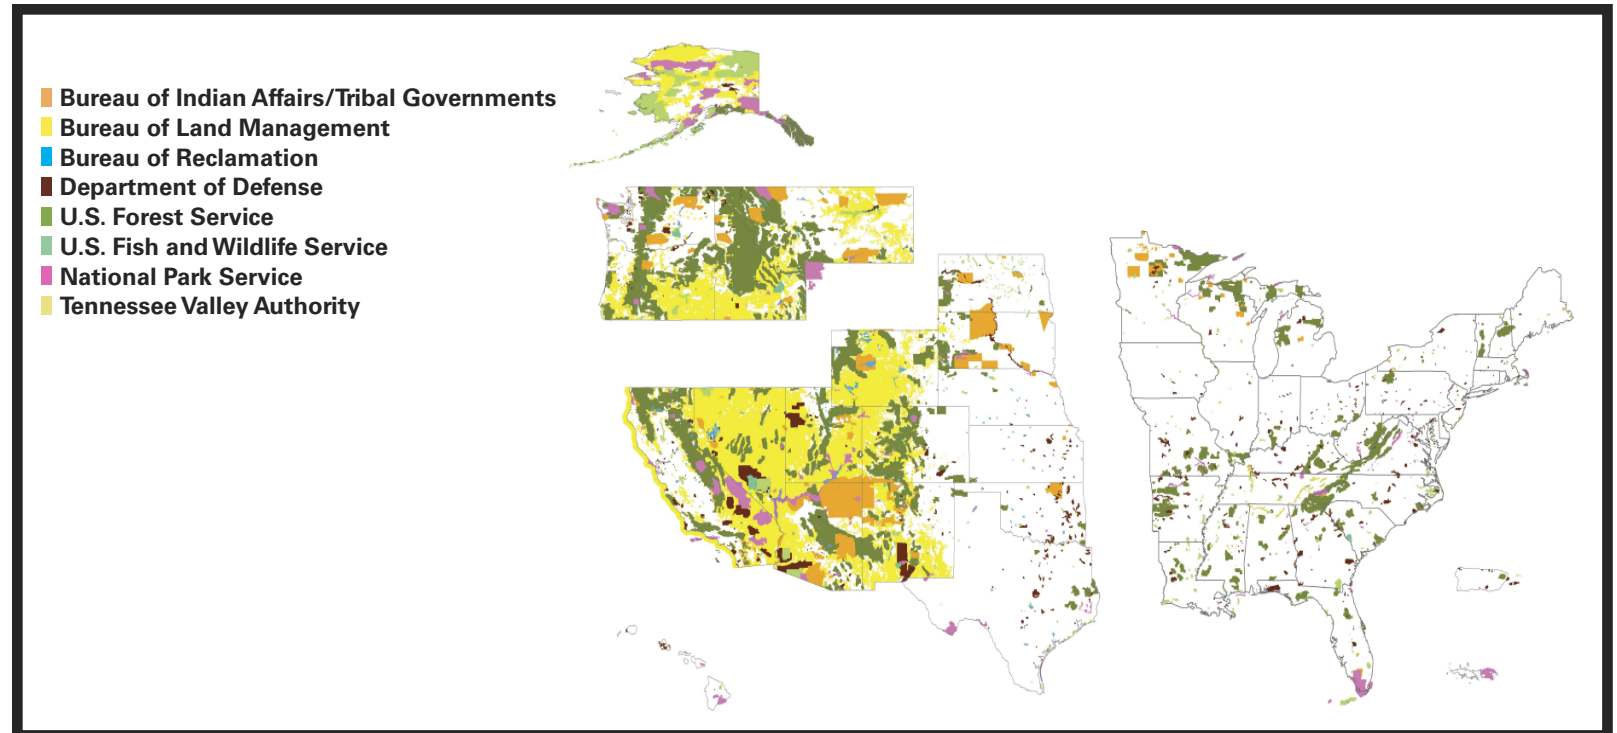 Bureau of Indian Affairs/Tribal Governments
Bureau of Land Management
Bureau of Reclamation
Department of Defense
U.S. Forest Service
U.S. Fish and Wildlife Service
National Park Service
Tennessee Valley Authority